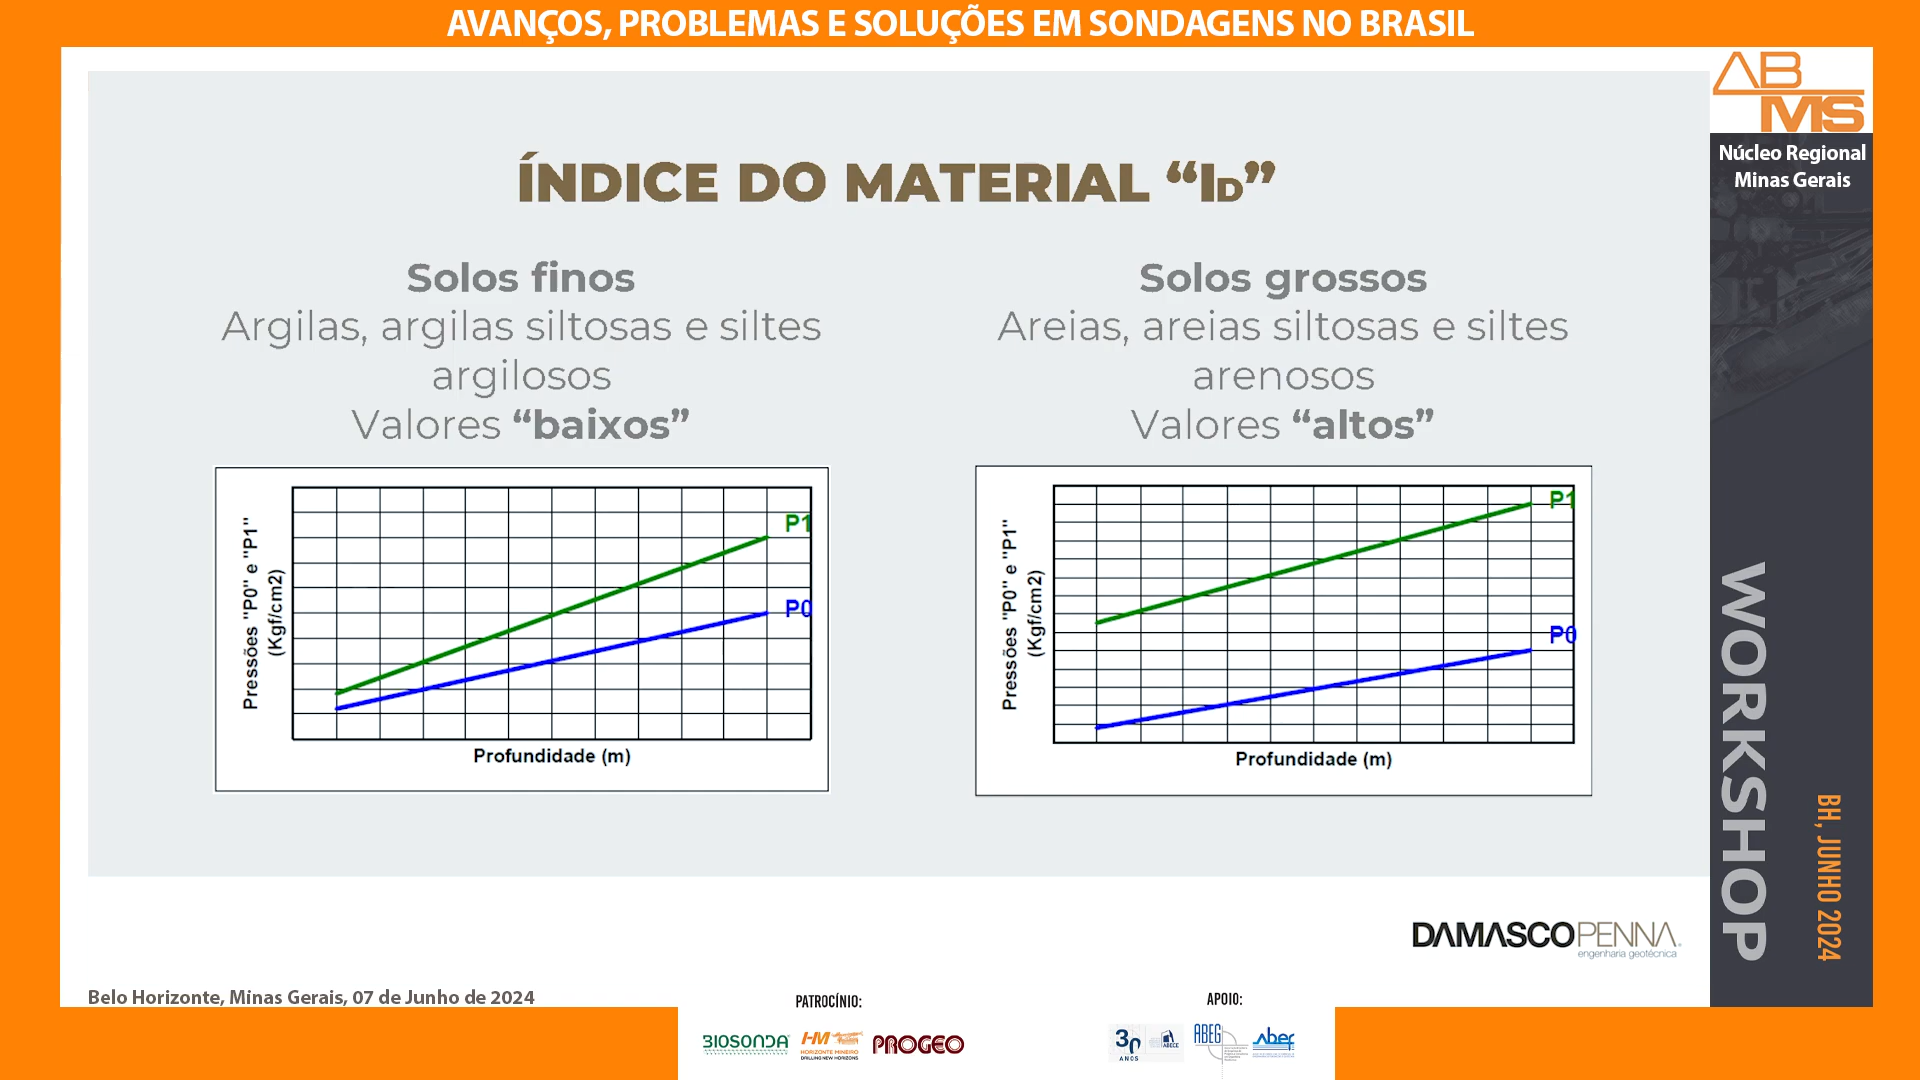 AVANÇOS, PROBLEMAS E SOLUÇÕES EM SONDAGENS NO BRASIL
ABMS
Núcleo Regional
Minas Gerais
ÍNDICE DO MATERIAL “ID”
Solos finos
Argilas, argilas siltosas e siltes
argilosos
Valores “baixos”
Solos grossos
Areias, areias siltosas e siltes
arenosos
Valores “altos”
Pressões "P0" e "P1"
(Kgf/cm2)
P1
P0
Profundidade (m)
Pressões "P0" e "P1"
(Kgf/cm2)
P1
P0
Profundidade (m)
WORKSHOP
BH, JUNHO 2024
DAMASCOPENNA
engenharia geotécnica
Belo Horizonte, Minas Gerais, 07 de Junho de 2024
PATROCÍNIO:
BIOSONDA
HM
HORIZONTE MINEIRO
DRILLING NEW HORIZONS
PROGEO
APOIO:
30
ANOS
ABECE
ABEG
abef